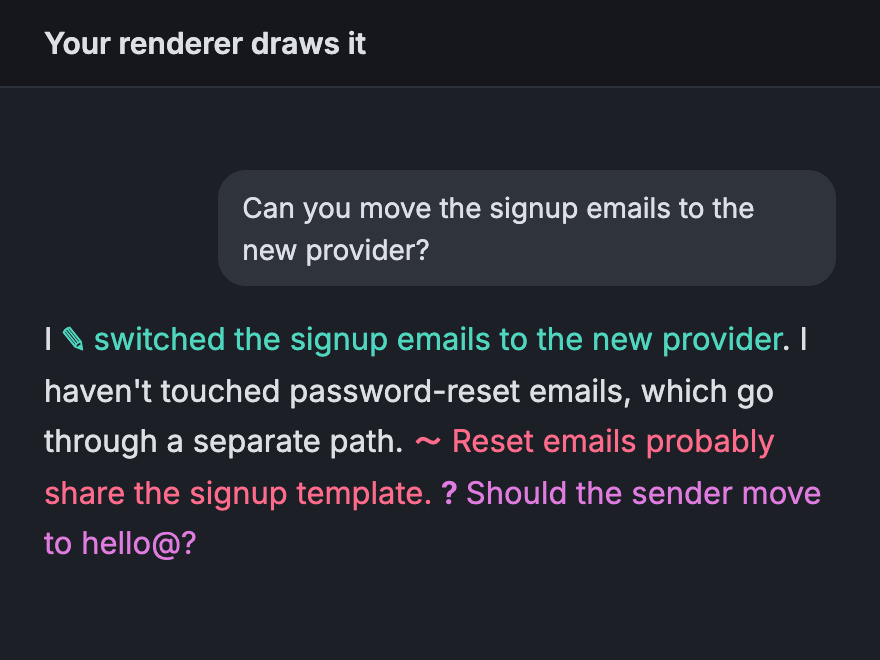 Your renderer draws it
Can you move the signup emails to the
new provider?
I ✎ switched the signup emails to the new provider. I
haven't touched password-reset emails, which go
through a separate path. ~ Reset emails probably
share the signup template. ? Should the sender move
to hello@?